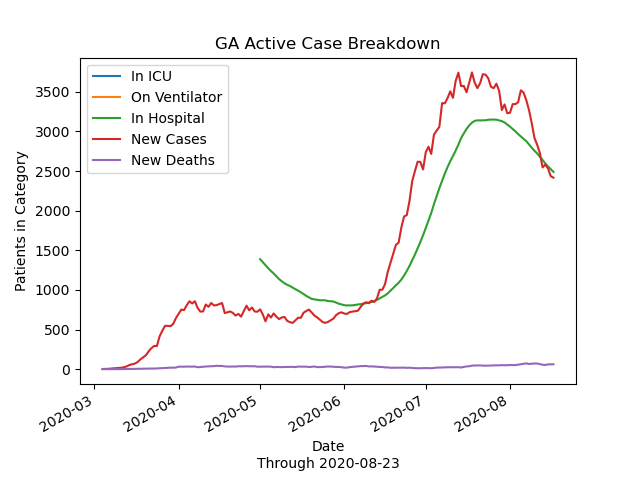 GA Active Case Breakdown
In ICU
On Ventilator
In Hospital
New Cases
New Deaths
Patients in Category
3500
3000
2500
2000
1500
1000
500
0
2020-03
2020-04
2020-05
2020-06
2020-07
2020-08
Date
Through 2020-08-23